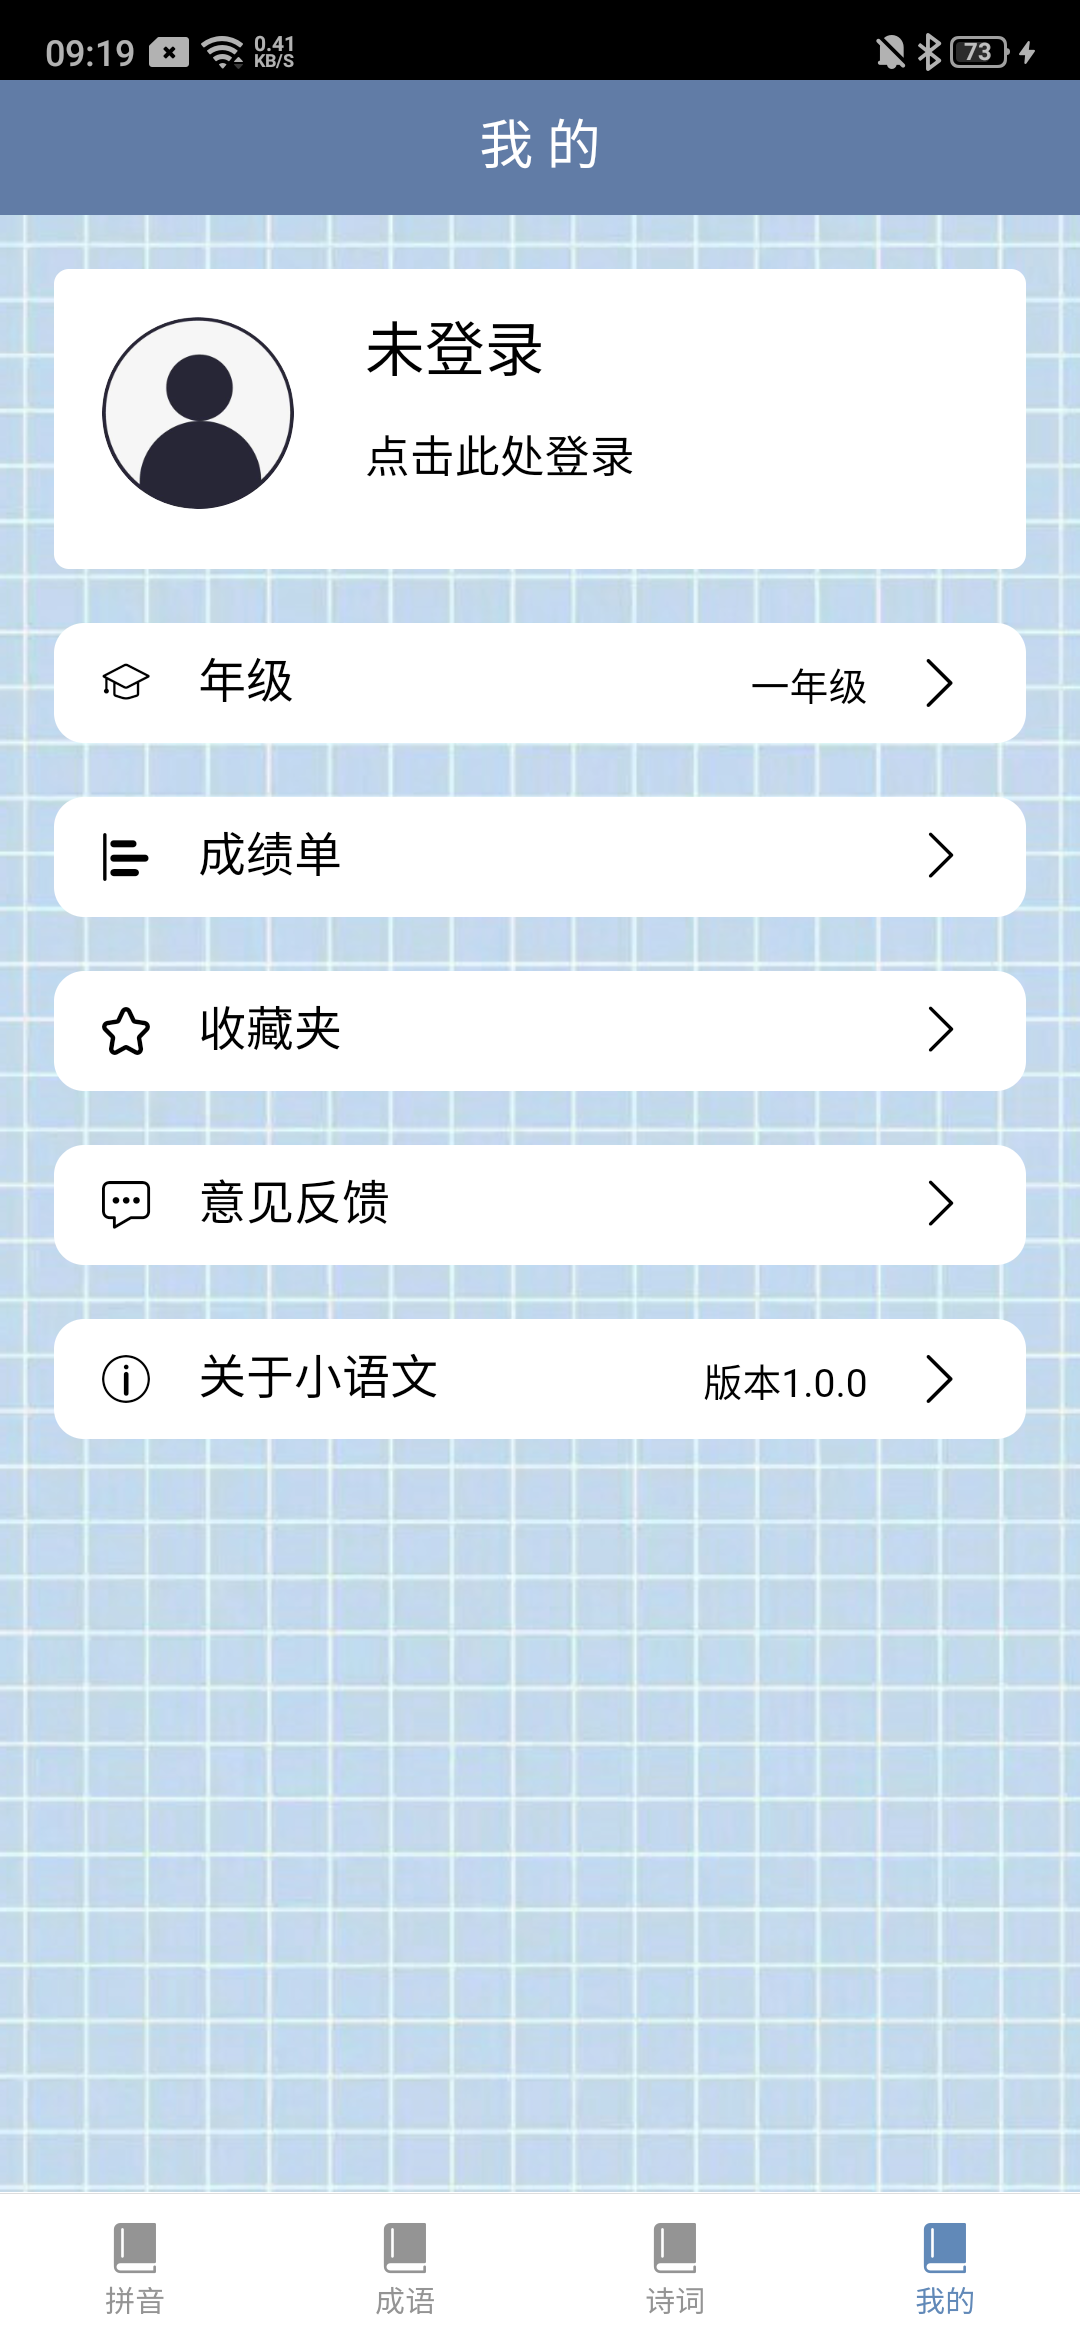 09:19
0.41
KB/S
73
我的
未登录
点击此处登录
年级
一年级
成绩单
收藏夹
意见反馈
关于小语文
版本1.0.0
拼音
成语
诗词
我的